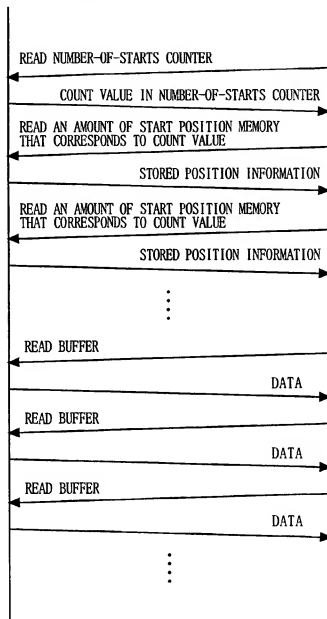 READ NUMBER-OF-STARTS COUNTER
COUNT VALUE IN NUMBER-OF-STARTS COUNTER
READ AN AMOUNT OF START POSITION MEMORY
THAT CORRESPONDS TO COUNT VALUE
STORED POSITION INFORMATION
READ AN AMOUNT OF START POSITION MEMORY
THAT CORRESPONDS TO COUNT VALUE
STORED POSITION INFORMATION
READ BUFFER
DATA
READ BUFFER
DATA
READ BUFFER
DATA